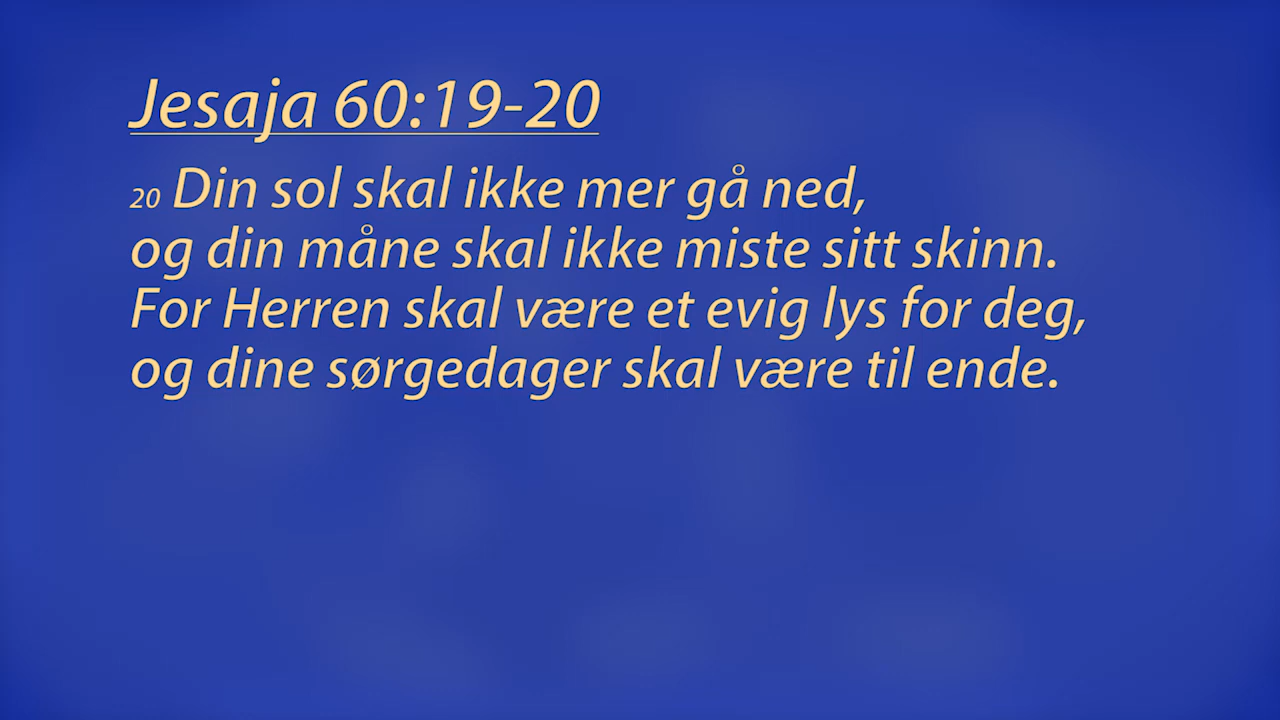 Jesaja 60:19-20
20 Din sol skal ikke mer gå ned,
og din måne skal ikke miste sitt skinn.
For Herren skal være et evig lys for deg,
og dine sørgedager skal være til ende.